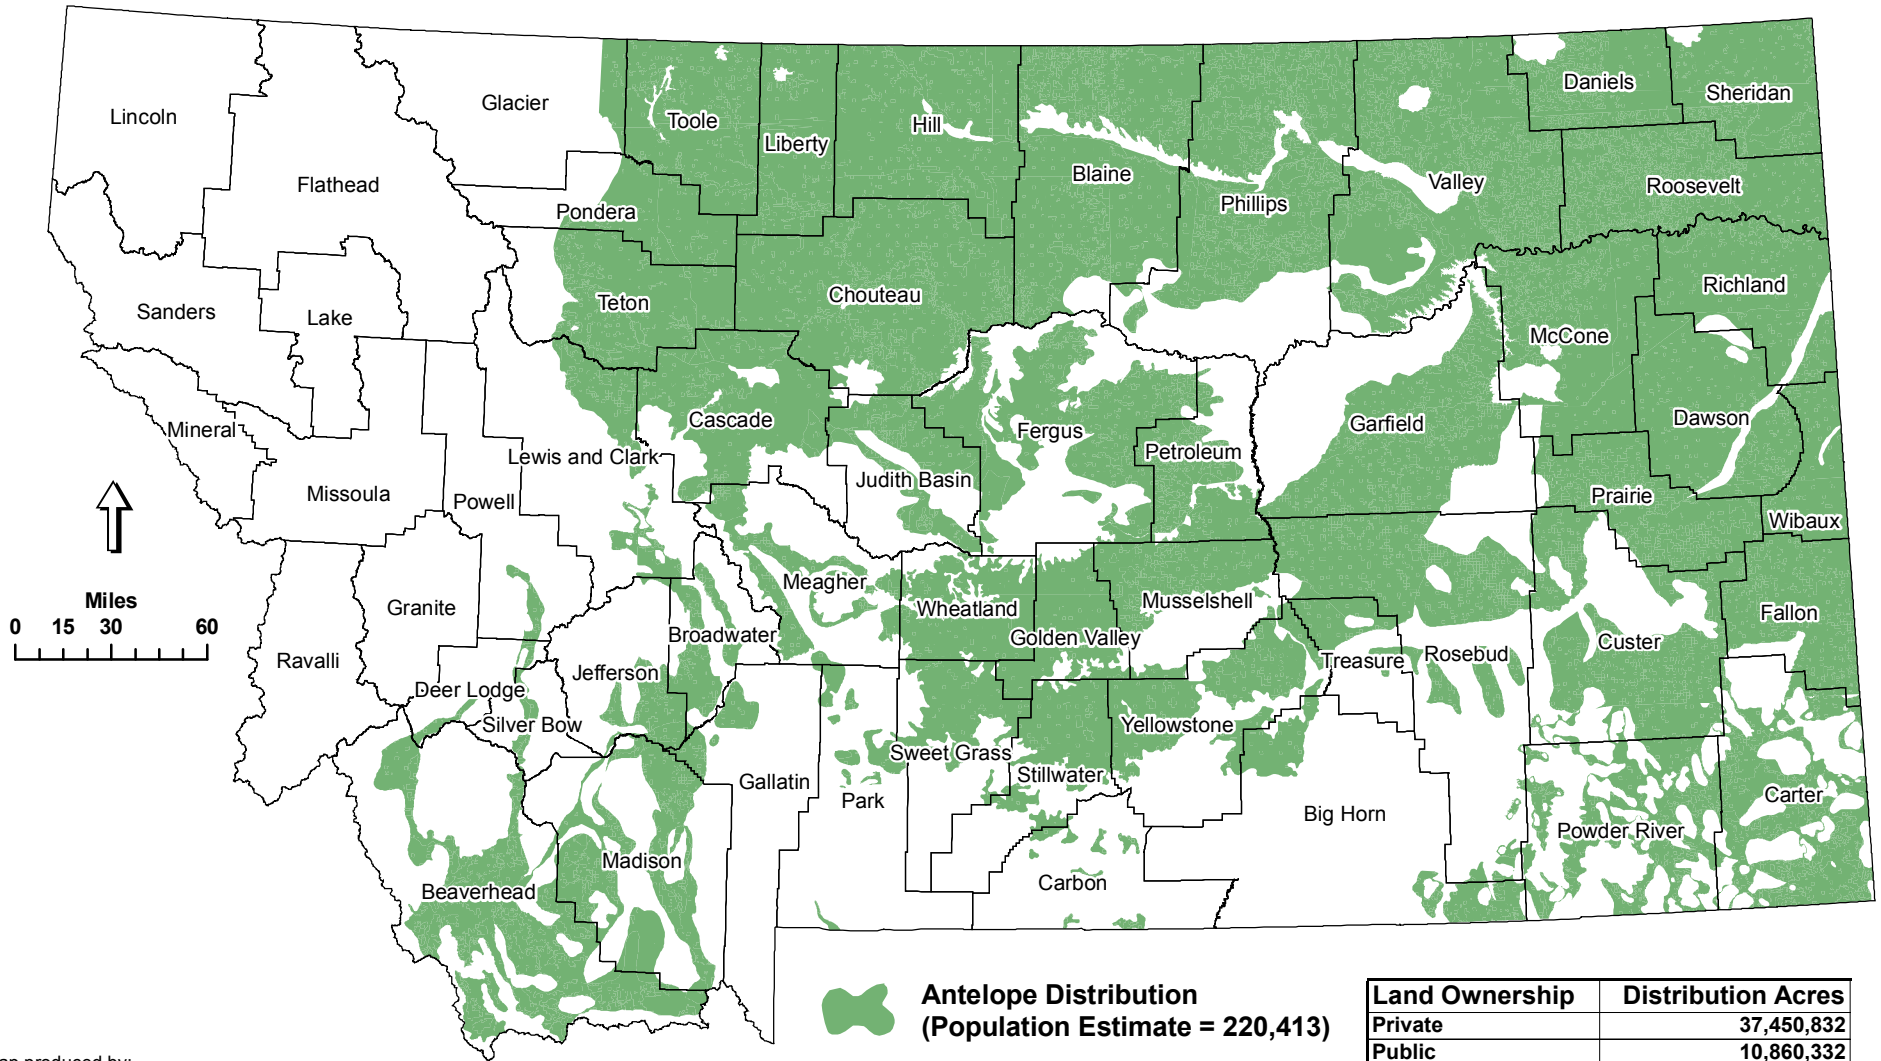 Lincoln
Flathead
Glacier
Toole
Liberty
Hill
Blaine
Phillips
Valley
Daniels
Sheridan
Roosevelt
Pondera
Teton
Chouteau
Richland
McCone
Sanders
Lake
Cascade
Fergus
Petroleum
Garfield
Dawson
Mineral
Lewis and Clark
Judith Basin
Missoula
Powell
Prairie
Wibaux
Meagher
Wheatland
Golden Valley
Musselshell
Granite
Broadwater
Ravalli
Jefferson
Treasure
Rosebud
Custer
Fallon
Deer Lodge
Silver Bow
Sweet Grass
Yellowstone
Stillwater
Gallatin
Park
Big Horn
Carter
Powder River
Madison
Beaverhead
Carbon
Miles
0 15 30 60
Antelope Distribution
(Population Estimate = 220,413)
Land Ownership Distribution Acres
Private 37,450,832
Public 10,860,332